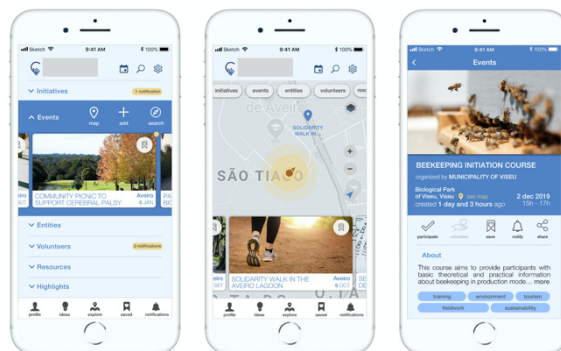 Sketch
9:41 AM
100%
Initiatives
1 notification
Events
map
add
search
COMMUNITY PICNIC TO
SUPPORT CEREBRAL PALSY
Aveiro
6 JAN
Entities
Volunteers
Resources
Highlights
profile
ideas
explore
saved
notifications
Sketch
9:41 AM
100%
initiatives
events
entities
volunteers
de Aveiro
SOLIDARITY
WALK IN...
SÃO TIAGO
SOLIDARITY WALK IN THE
AVEIRO LAGOON
Aveiro
6 OCT
profile
ideas
explore
saved
notifications
Sketch
9:41 AM
100%
Events
BEEKEEPING INITIATION COURSE
organized by MUNICIPALITY OF VISEU
Biological Park
of Viseu, Viseu
see map
2 dec 2019
created 1 day and 3 hours ago
15h - 17h
participate
volunteer
save
notify
share
About
This course aims to provide participants with
basic theoretical and practical information
about beekeeping in production mode... more
training
environment
tourism
fieldwork
sustainability